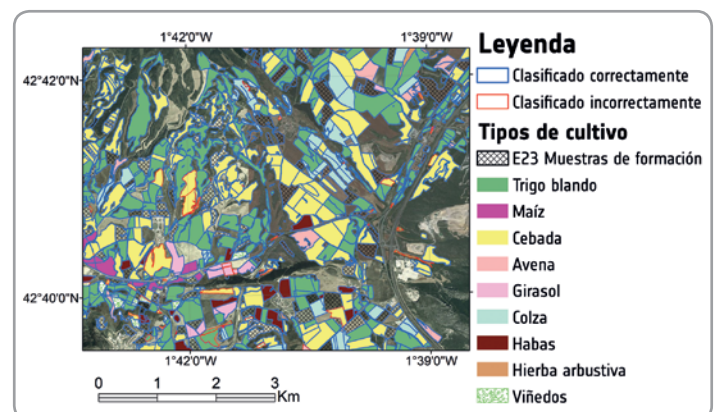 1°42'0"W
1°39'0"W
42°42'0"N
42°40'0"N
1°42'0"W
1°39'0"W
0 1 2 3
Km
Leyenda
Clasificado correctamente
Clasificado incorrectamente
Tipos de cultivo
E23 Muestras de formación
Trigo blando
Maíz
Cebada
Avena
Girasol
Colza
Habas
Hierba arbustiva
Viñedos